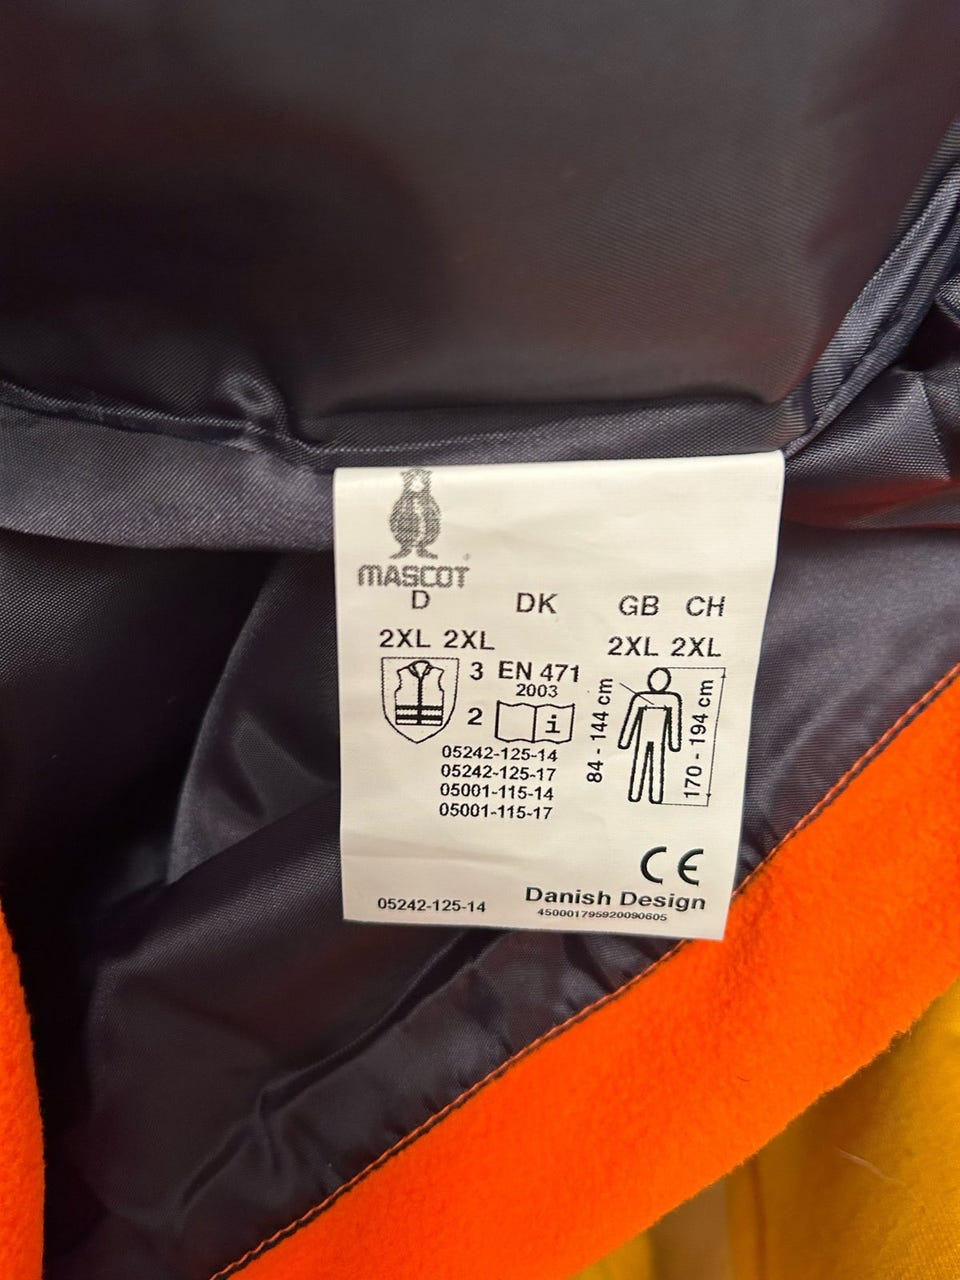 MASCOT
D DK GB CH
2XL 2XL 2XL 2XL
3 EN 471
2003
2 i
84 - 144 cm
170 - 194 cm
05242-125-14
05242-125-17
05001-115-14
05001-115-17
CE
05242-125-14
Danish Design
450001795920090605